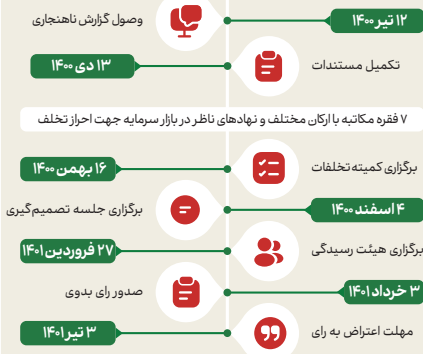 ۱۲ تیر ۱۴۰۰
وصول گزارش ناهنجاری
تکمیل مستندات
۱۳ دی ۱۴۰۰
۷ فقره مکاتبه با ارکان مختلف و نهادهای ناظر در بازار سرمایه جهت احراز تخلف
برگزاری کمیته تخلفات
۱۶ بهمن ۱۴۰۰
۴ اسفند ۱۴۰۰
برگزاری جلسه تصمیم‌گیری
برگزاری هیئت رسیدگی
۲۷ فروردین ۱۴۰۱
۳ خرداد ۱۴۰۱
صدور رای بدوی
مهلت اعتراض به رای
۳ تیر ۱۴۰۱